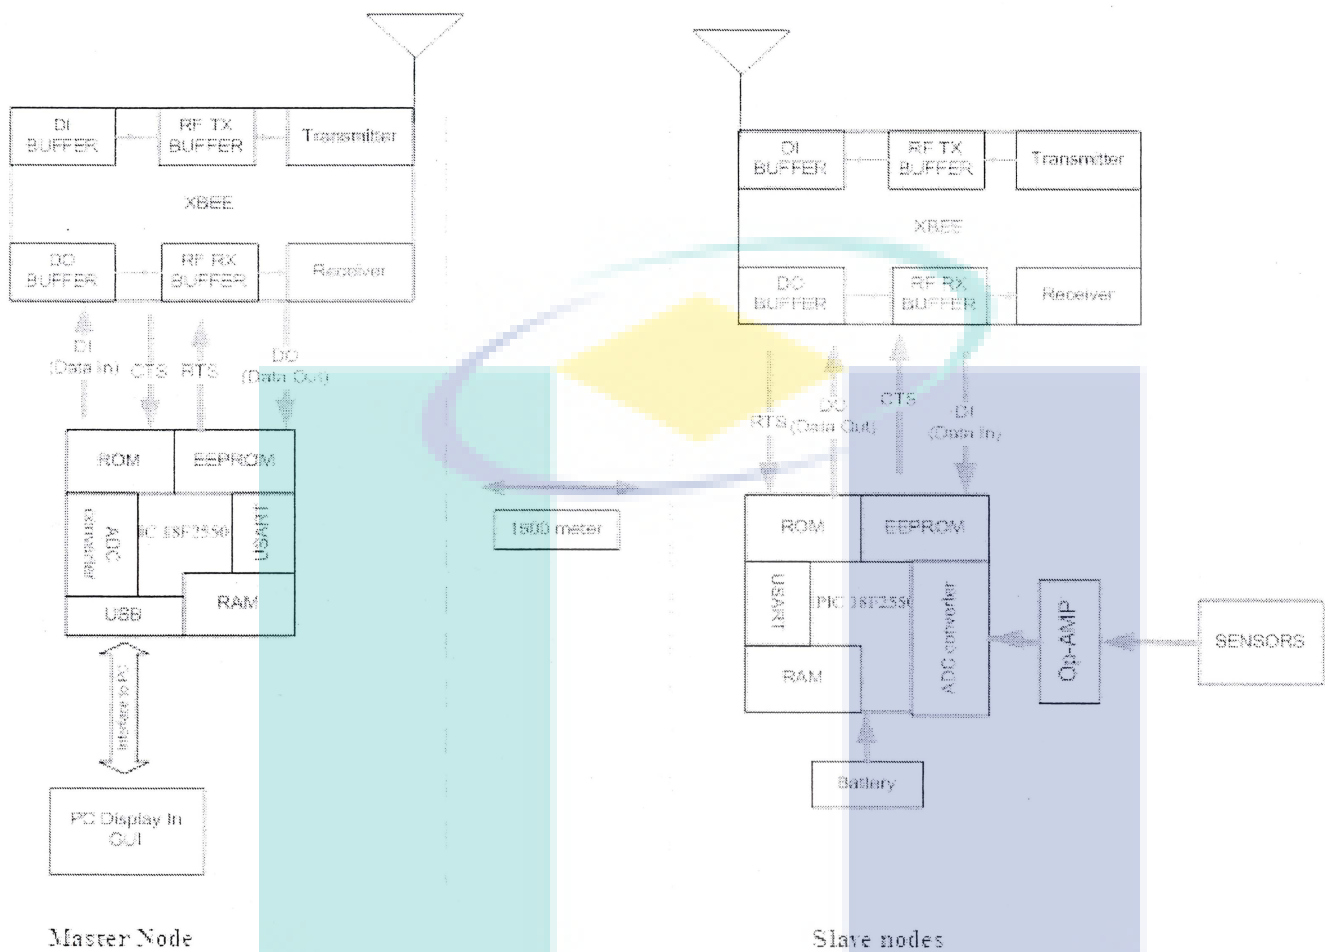 DI
BUFFER
RF TX
BUFFER
Transmitter
XBEE
DO
BUFFER
RF RX
BUFFER
Receiver
DI
(Data In)
CTS
RTS
DO
(Data Out)
ROM
EEPROM
ADC
converter
IC 18F2550
USART
USB
RAM
interface
PC Display In
GUI
Master Node
1600 meter
DI
BUFFER
RF TX
BUFFER
Transmitter
XBEE
DO
BUFFER
RF RX
BUFFER
Receiver
RTS
DO
(Data Out)
CTS
DI
(Data In)
ROM
EEPROM
USART
PIC 18F2550
ADC converter
RAM
Op-AMP
SENSORS
Battery
Slave nodes